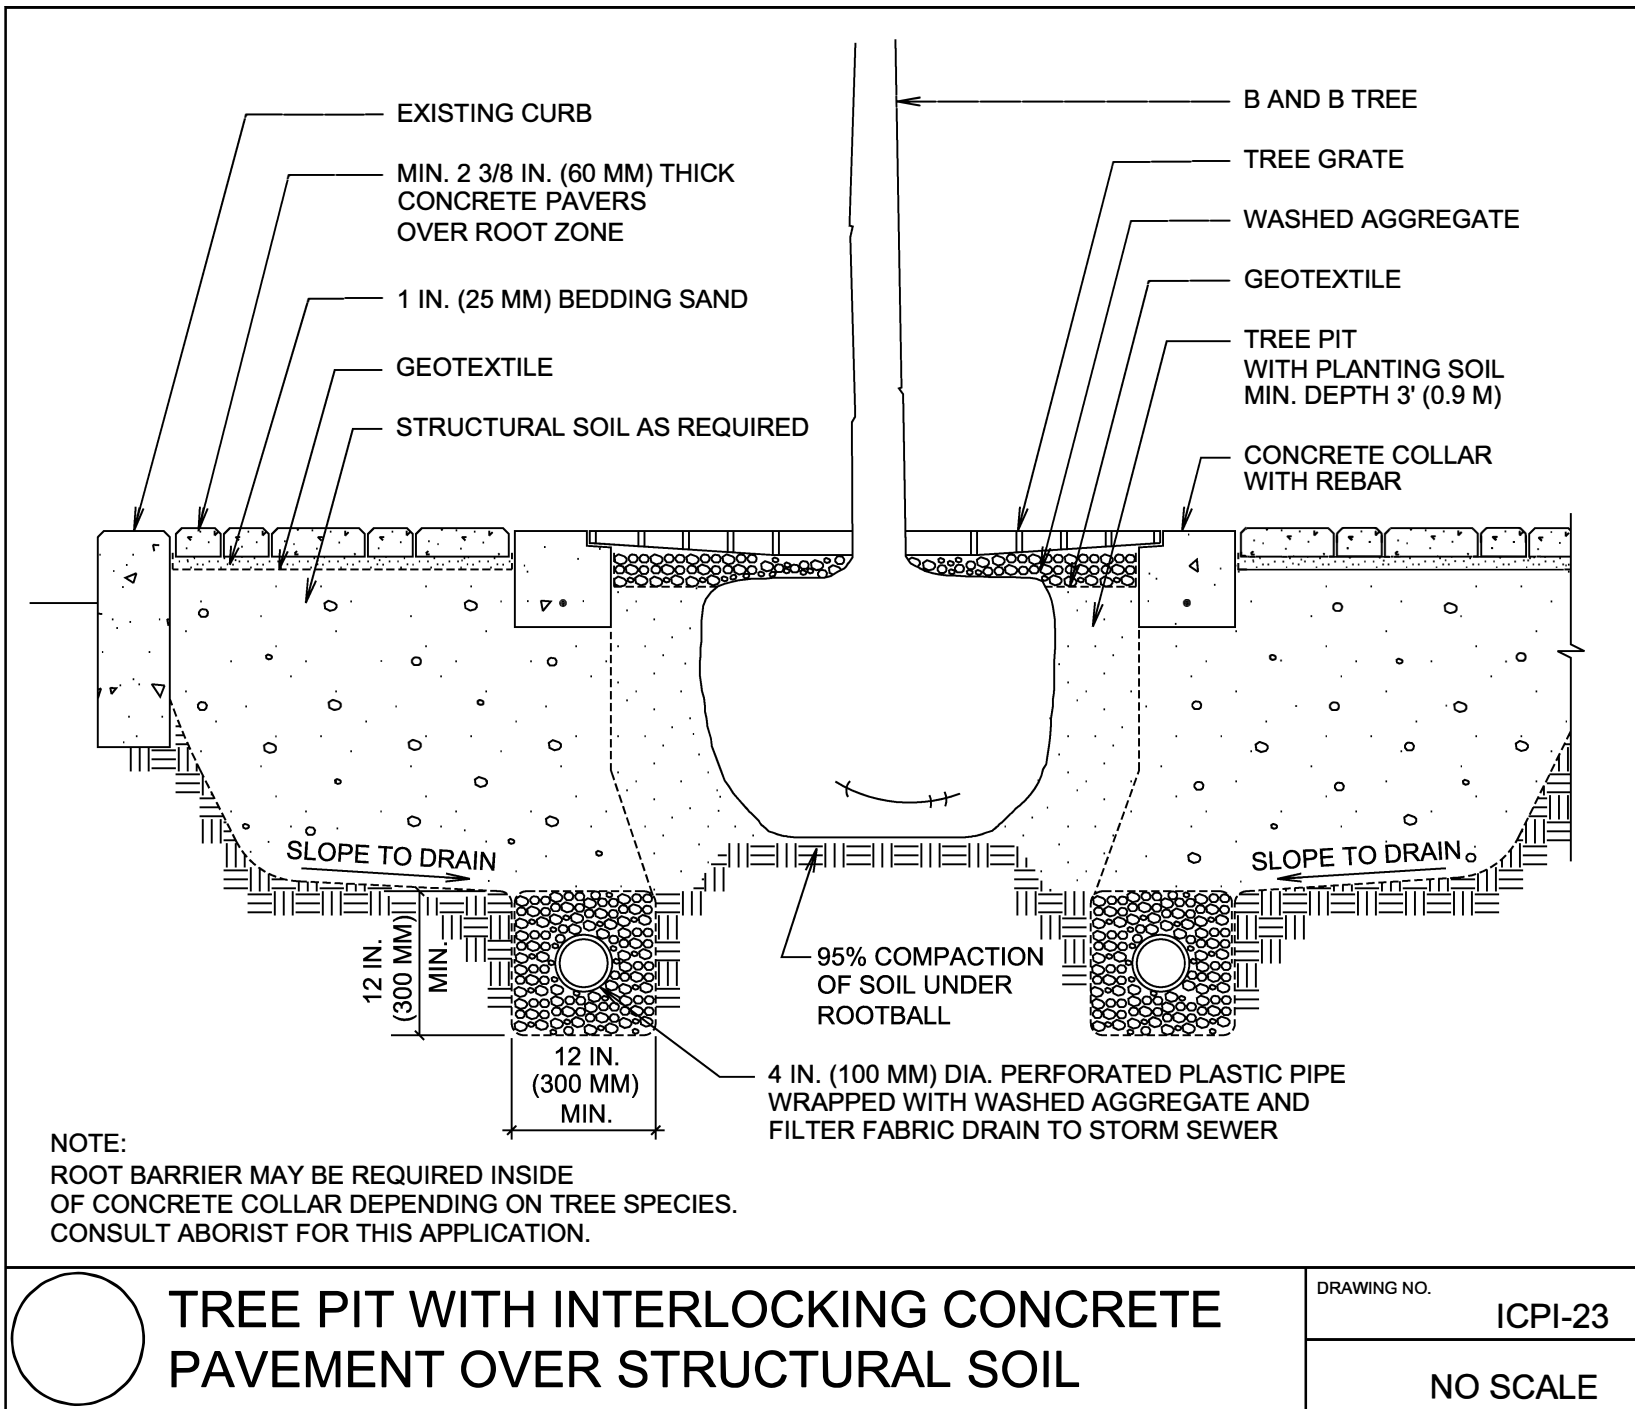 EXISTING CURB
MIN. 2 3/8 IN. (60 MM) THICK
CONCRETE PAVERS
OVER ROOT ZONE
1 IN. (25 MM) BEDDING SAND
GEOTEXTILE
STRUCTURAL SOIL AS REQUIRED
B AND B TREE
TREE GRATE
WASHED AGGREGATE
GEOTEXTILE
TREE PIT
WITH PLANTING SOIL
MIN. DEPTH 3' (0.9 M)
CONCRETE COLLAR
WITH REBAR
SLOPE TO DRAIN
SLOPE TO DRAIN
12 IN.
(300 MM)
MIN.
12 IN.
(300 MM)
MIN.
95% COMPACTION
OF SOIL UNDER
ROOTBALL
4 IN. (100 MM) DIA. PERFORATED PLASTIC PIPE
WRAPPED WITH WASHED AGGREGATE AND
FILTER FABRIC DRAIN TO STORM SEWER
NOTE:
ROOT BARRIER MAY BE REQUIRED INSIDE
OF CONCRETE COLLAR DEPENDING ON TREE SPECIES.
CONSULT ABORIST FOR THIS APPLICATION.
TREE PIT WITH INTERLOCKING CONCRETE
PAVEMENT OVER STRUCTURAL SOIL
DRAWING NO.
ICPI-23
NO SCALE